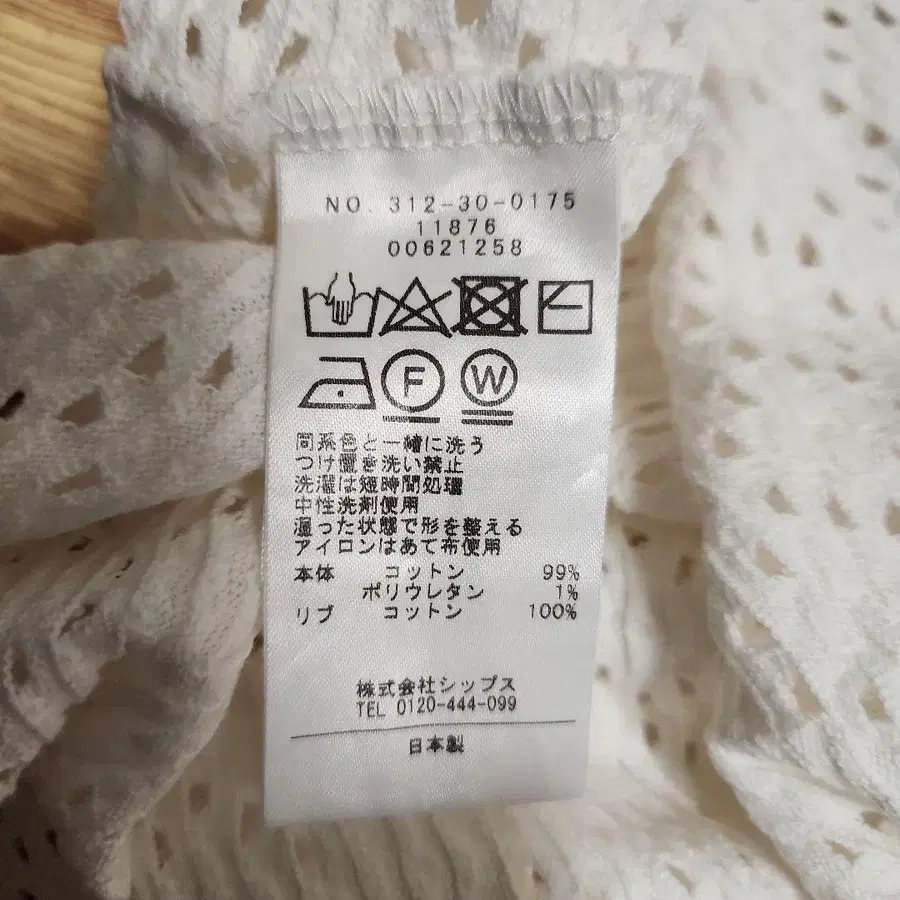 NO. 312-30-0175
11876
00621258
F W
同系色と一緒に洗う
つけ置き洗い禁止
洗濯は短時間処理
中性洗剤使用
湿った状態で形を整える
アイロンはあて布使用
本体 コットン 99%
ポリウレタン 1%
リブ コットン 100%
株式会社シップス
TEL 0120-444-099
日本製